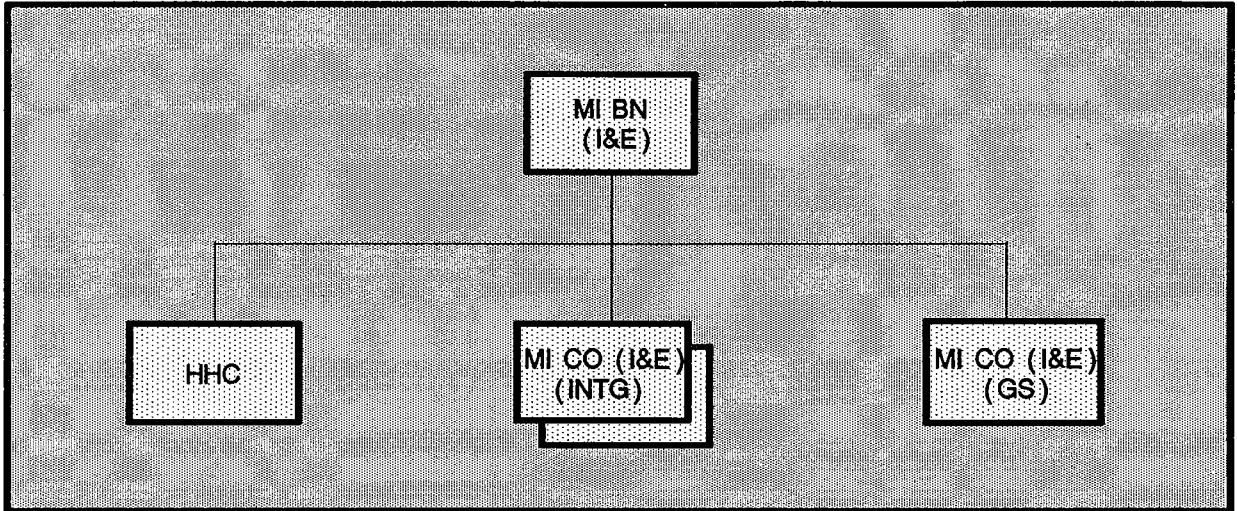 MI BN
(I&E)
HHC
MI CO (I&E)
(INTG)
MI CO (I&E)
(GS)